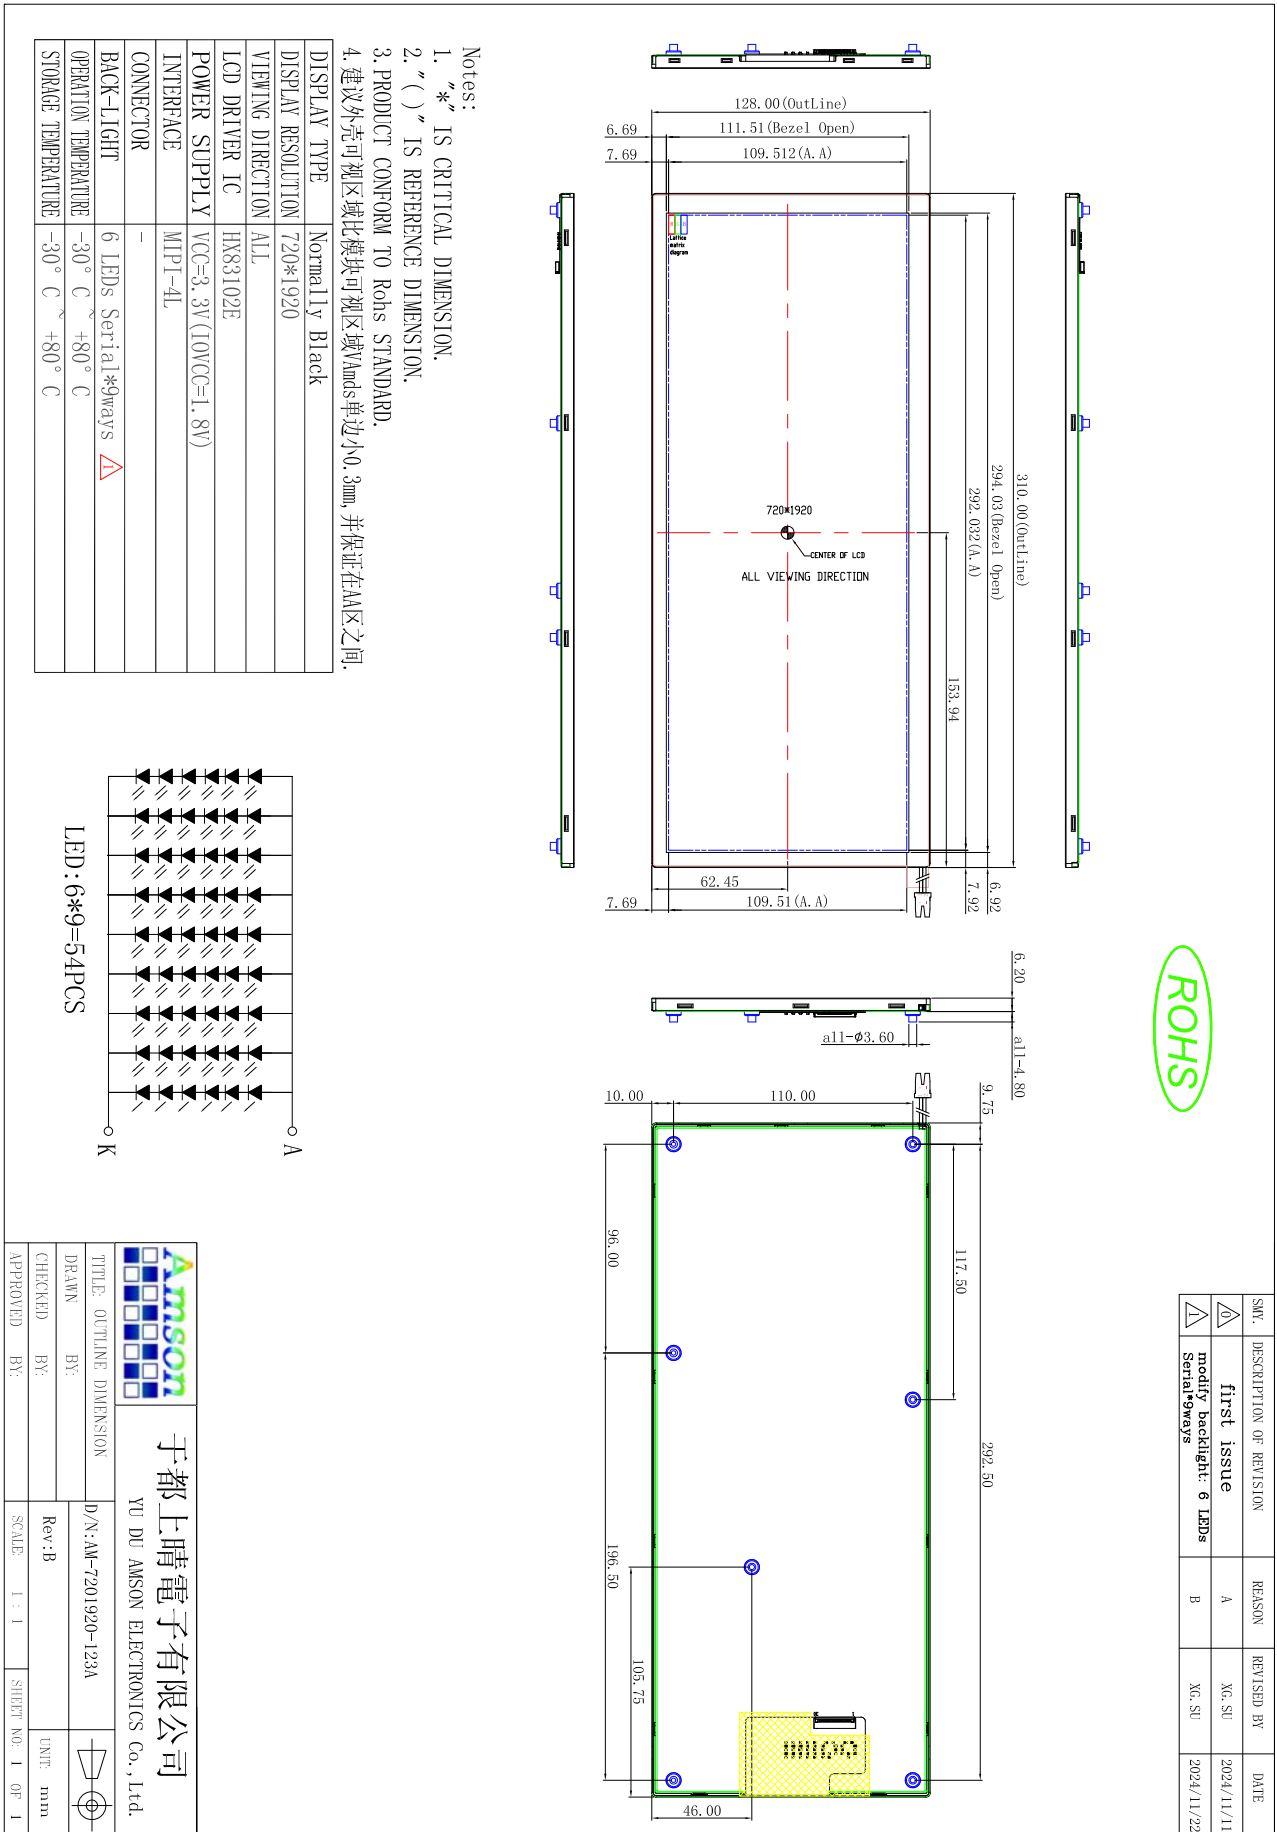 SMY.
DESCRIPTION OF REVISION
REASON
REVISED BY
DATE
0
first issue
A
XG.SU
2024/11/11
1
modify backlight: 6 LEDs
Serial*9ways
B
XG.SU
2024/11/22
ROHS
128.00(OutLine)
111.51(Bezel Open)
109.512(A.A)
6.69
7.69
310.00(OutLine)
294.03(Bezel Open)
292.032(A.A)
153.94
Lattice
matrix
diagram
720*1920
CENTER OF LCD
ALL VIEWING DIRECTION
62.45
109.51(A.A)
7.69
6.92
7.92
6.20
all-4.80
all-φ3.60
10.00
110.00
9.75
96.00
117.50
292.50
196.50
105.75
46.00
Notes:
1. "*" IS CRITICAL DIMENSION.
2. "( )" IS REFERENCE DIMENSION.
3. PRODUCT CONFORM TO Rohs STANDARD.
4. 建议外壳可视区域比模块可视区域VAmds单边小0.3mm, 并保证在AA区之间.
DISPLAY TYPE Normally Black
DISPLAY RESOLUTION 720*1920
VIEWING DIRECTION ALL
LCD DRIVER IC HX83102E
POWER SUPPLY VCC=3.3V(IOVCC=1.8V)
INTERFACE MIPI-4L
CONNECTOR -
BACK-LIGHT 6 LEDs Serial*9ways 1
OPERATION TEMPERATURE -30° C ~ +80° C
STORAGE TEMPERATURE -30° C ~ +80° C
A
K
LED:6*9=54PCS
Amson
于都上晴電子有限公司
YU DU AMSON ELECTRONICS Co.,Ltd.
TITLE: OUTLINE DIMENSION
D/N:AM-7201920-123A
DRAWN BY:
CHECKED BY:
Rev:B
UNIT: mm
APPROVED BY:
SCALE: 1 : 1
SHEET NO: 1 OF 1